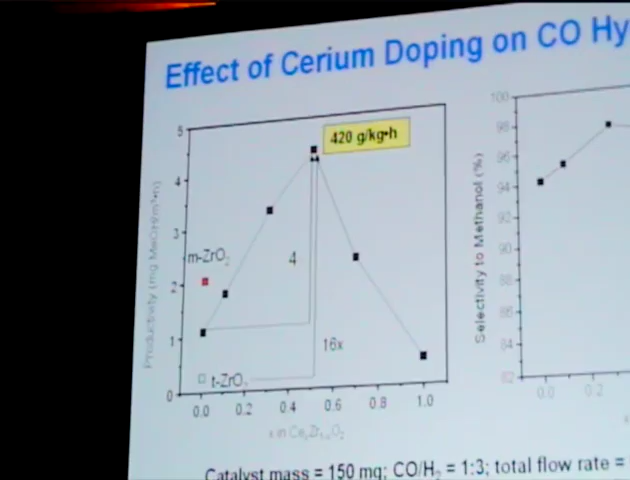 Effect of Cerium Doping on CO Hy
420 g/kg•h
Productivity (mg MeOH/m²•h)
5
4
3
2
1
0
m-ZrO₂
4
16x
t-ZrO₂
0.0 0.2 0.4 0.6 0.8 1.0
x in CeₓZr₁₋ₓO₂
Selectivity to Methanol (%)
100
98
96
94
92
90
88
86
84
82
0.0 0.2
Catalyst mass = 150 mg; CO/H₂ = 1:3; total flow rate =